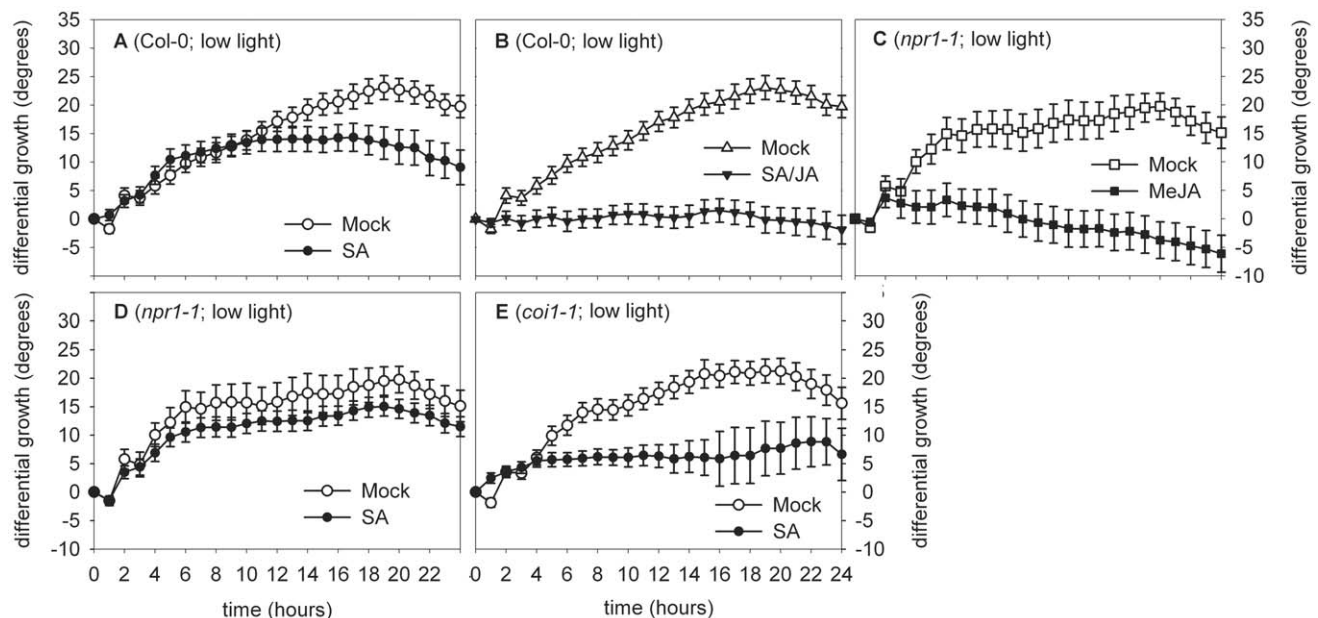 A (Col-0; low light)
B (Col-0; low light)
C (npr1-1; low light)
differential growth (degrees)
35
30
25
20
15
10
5
0
-5
Mock
SA
Mock
SA/JA
Mock
MeJA
35
30
25
20
15
10
5
0
-5
-10
differential growth (degrees)
D (npr1-1; low light)
E (coi1-1; low light)
differential growth (degrees)
30
25
20
15
10
5
0
-5
-10
Mock
SA
Mock
SA
30
25
20
15
10
5
0
-5
-10
differential growth (degrees)
0 2 4 6 8 10 12 14 16 18 20 22
0 2 4 6 8 10 12 14 16 18 20 22 24
time (hours)
time (hours)